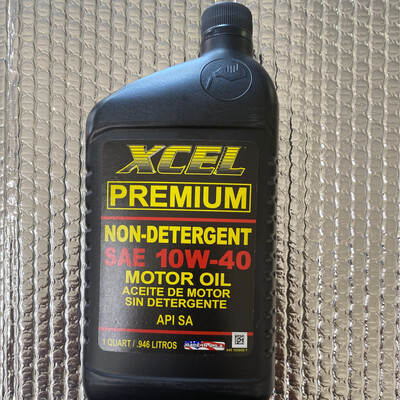 XCEL
PREMIUM
NON-DETERGENT
SAE 10W-40
MOTOR OIL
ACEITE DE MOTOR
SIN DETERGENTE
API SA
1 QUART / .946 LITROS